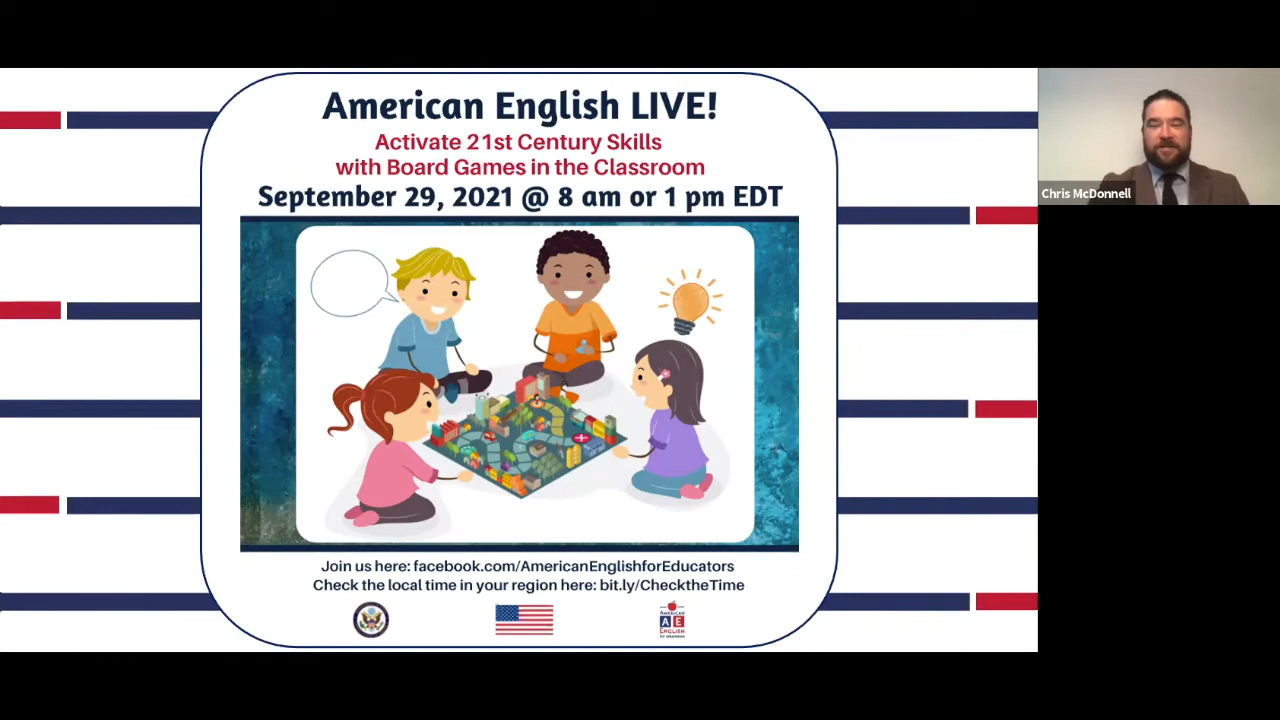 American English LIVE!
Activate 21st Century Skills
with Board Games in the Classroom
September 29, 2021 @ 8 am or 1 pm EDT
Join us here: facebook.com/AmericanEnglishforEducators
Check the local time in your region here: bit.ly/ChecktheTime
AMERICAN
A E
ENGLISH
Chris McDonnell